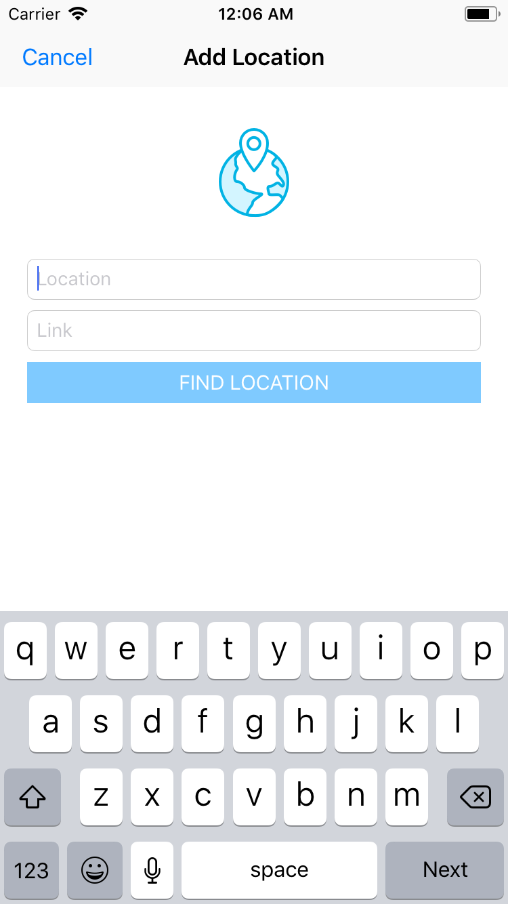 Carrier 12:06 AM
Cancel Add Location
Location
Link
FIND LOCATION
q w e r t y u i o p
a s d f g h j k l
z x c v b n m
123 space Next